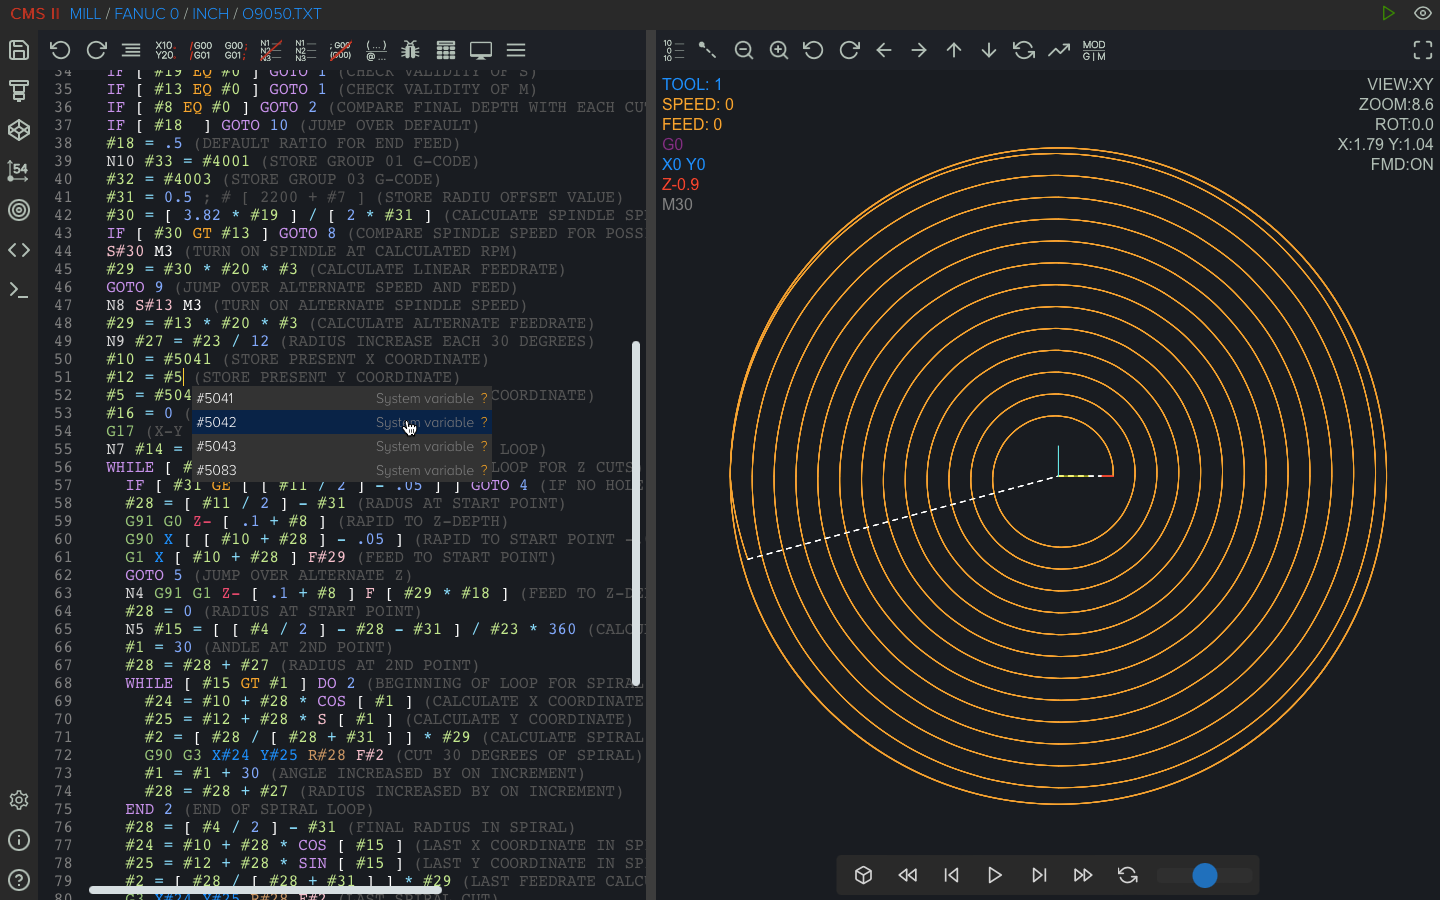 CMS II MILL / FANUC 0 / INCH / O9050.TXT
34 IF [ #19 EQ #0 ] GOTO 1 (CHECK VALIDITY OF S)
35 IF [ #13 EQ #0 ] GOTO 1 (CHECK VALIDITY OF M)
36 IF [ #8 EQ #0 ] GOTO 2 (COMPARE FINAL DEPTH WITH EACH CU
37 IF [ #18 ] GOTO 10 (JUMP OVER DEFAULT)
38 #18 = .5 (DEFAULT RATIO FOR END FEED)
39 N10 #33 = #4001 (STORE GROUP 01 G-CODE)
40 #32 = #4003 (STORE GROUP 03 G-CODE)
41 #31 = 0.5 ; # [ 2200 + #7 ] (STORE RADIU OFFSET VALUE)
42 #30 = [ 3.82 * #19 ] / [ 2 * #31 ] (CALCULATE SPINDLE SP
43 IF [ #30 GT #13 ] GOTO 8 (COMPARE SPINDLE SPEED FOR POSS
44 S#30 M3 (TURN ON SPINDLE AT CALCULATED RPM)
45 #29 = #30 * #20 * #3 (CALCULATE LINEAR FEEDRATE)
46 GOTO 9 (JUMP OVER ALTERNATE SPEED AND FEED)
47 N8 S#13 M3 (TURN ON ALTERNATE SPINDLE SPEED)
48 #29 = #13 * #20 * #3 (CALCULATE ALTERNATE FEEDRATE)
49 N9 #27 = #23 / 12 (RADIUS INCREASE EACH 30 DEGREES)
50 #10 = #5041 (STORE PRESENT X COORDINATE)
51 #12 = #5 (STORE PRESENT Y COORDINATE)
52 #5 = #504 COORDINATE)
53 #16 = 0 (
54 G17 (X-Y
55 N7 #14 = LOOP)
56 WHILE [ # LOOP FOR Z CUTS
#5041 System variable ?
#5042 System variable ?
#5043 System variable ?
#5083 System variable ?
57 IF [ #31 GE [ [ #11 / 2 ] - .05 ] ] GOTO 4 (IF NO HOL
58 #28 = [ #11 / 2 ] - #31 (RADUS AT START POINT)
59 G91 G0 Z- [ .1 + #8 ] (RAPID TO Z-DEPTH)
60 G90 X [ [ #10 + #28 ] - .05 ] (RAPID TO START POINT -
61 G1 X [ #10 + #28 ] F#29 (FEED TO START POINT)
62 GOTO 5 (JUMP OVER ALTERNATE Z)
63 N4 G91 G1 Z- [ .1 + #8 ] F [ #29 * #18 ] (FEED TO Z-DE
64 #28 = 0 (RADIUS AT START POINT)
65 N5 #15 = [ [ #4 / 2 ] - #28 - #31 ] / #23 * 360 (CALCU
66 #1 = 30 (ANGLE AT 2ND POINT)
67 #28 = #28 + #27 (RADIUS AT 2ND POINT)
68 WHILE [ #15 GT #1 ] DO 2 (BEGINNING OF LOOP FOR SPIRAL
69 #24 = #10 + #28 * COS [ #1 ] (CALCULATE X COORDINATE
70 #25 = #12 + #28 * S [ #1 ] (CALCULATE Y COORDINATE)
71 #2 = [ #28 / [ #28 + #31 ] ] * #29 (CALCULATE SPIRAL
72 G90 G3 X#24 Y#25 R#28 F#2 (CUT 30 DEGREES OF SPIRAL)
73 #1 = #1 + 30 (ANGLE INCREASED BY ON INCREMENT)
74 #28 = #28 + #27 (RADIUS INCREASED BY ON INCREMENT)
75 END 2 (END OF SPIRAL LOOP)
76 #28 = [ #4 / 2 ] - #31 (FINAL RADIUS IN SPIRAL)
77 #24 = #10 + #28 * COS [ #15 ] (LAST X COORDINATE IN SP
78 #25 = #12 + #28 * SIN [ #15 ] (LAST Y COORDINATE IN SP
79 #2 = [ #28 / [ #28 + #31 ] ] * #29 (LAST FEEDRATE CALC
80 G3 X#24 Y#25 R#28 F#2 (LAST SPIRAL CUT)
MOD
G|M
TOOL: 1
SPEED: 0
FEED: 0
G0
X0 Y0
Z-0.9
M30
VIEW:XY
ZOOM:8.6
ROT:0.0
X:1.79 Y:1.04
FMD:ON